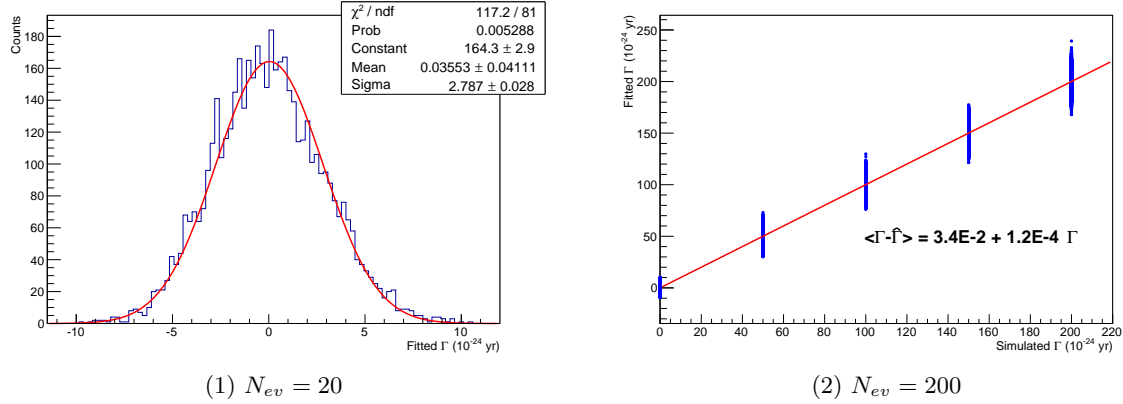 χ² / ndf 117.2 / 81
Prob 0.005288
Constant 164.3 ± 2.9
Mean 0.03553 ± 0.04111
Sigma 2.787 ± 0.028
Counts
180
160
140
120
100
80
60
40
20
0
-10 -5 0 5 10
Fitted Γ (10⁻²⁴ yr)
(1) N_ev = 20
Fitted Γ (10⁻²⁴ yr)
250
200
150
100
50
0
<Γ-Γ̂> = 3.4E-2 + 1.2E-4 Γ
0 20 40 60 80 100 120 140 160 180 200 220
Simulated Γ (10⁻²⁴ yr)
(2) N_ev = 200